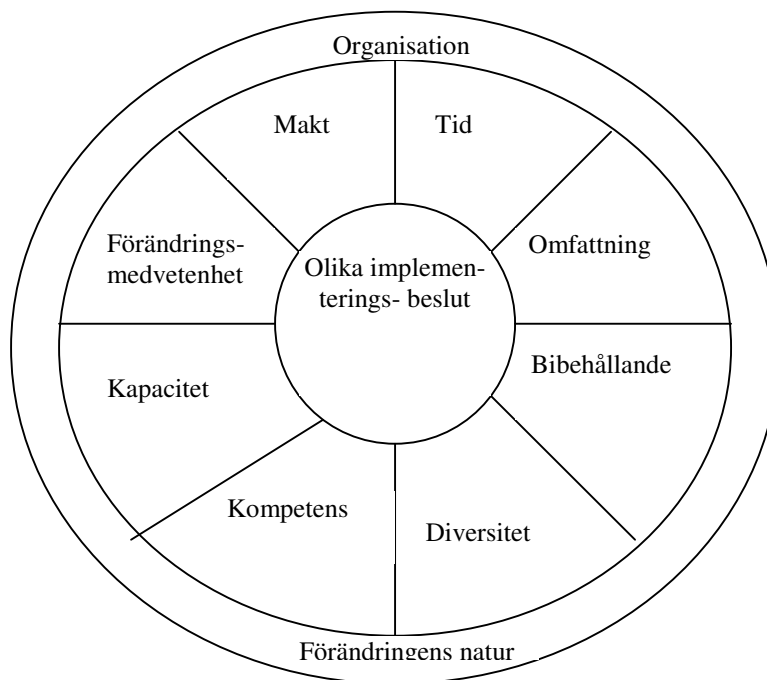 Organisation
Makt
Tid
Förändrings-
medvetenhet
Omfattning
Olika implemen-
terings- beslut
Kapacitet
Bibehållande
Kompetens
Diversitet
Förändringens natur